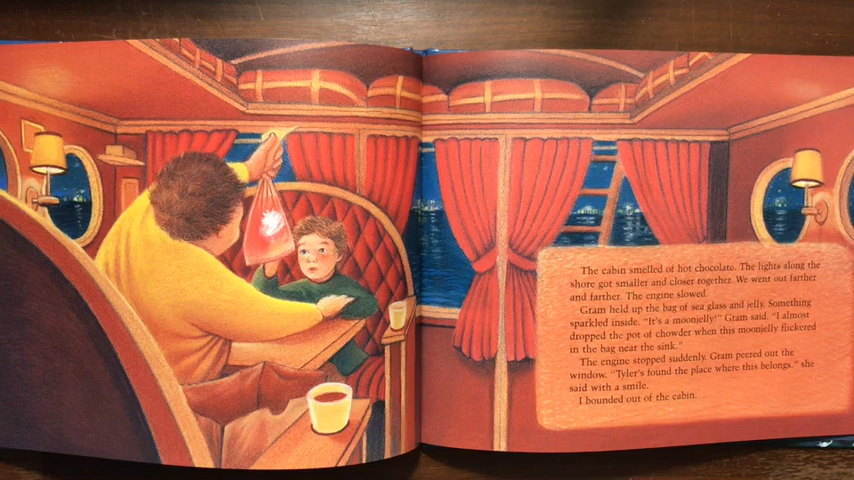 The cabin smelled of hot chocolate. The lights along the
shore got smaller and closer together. We went out farther
and farther. The engine slowed.
Gram held up the bag of sea glass and jelly. Something
sparkled inside. "It's a moonjelly!" Gram said. "I almost
dropped the pot of chowder when this moonjelly flickered
in the bag near the sink."
The engine stopped suddenly. Gram peered out the
window. "Tyler's found the place where this belongs." she
said with a smile.
I bounded out of the cabin.